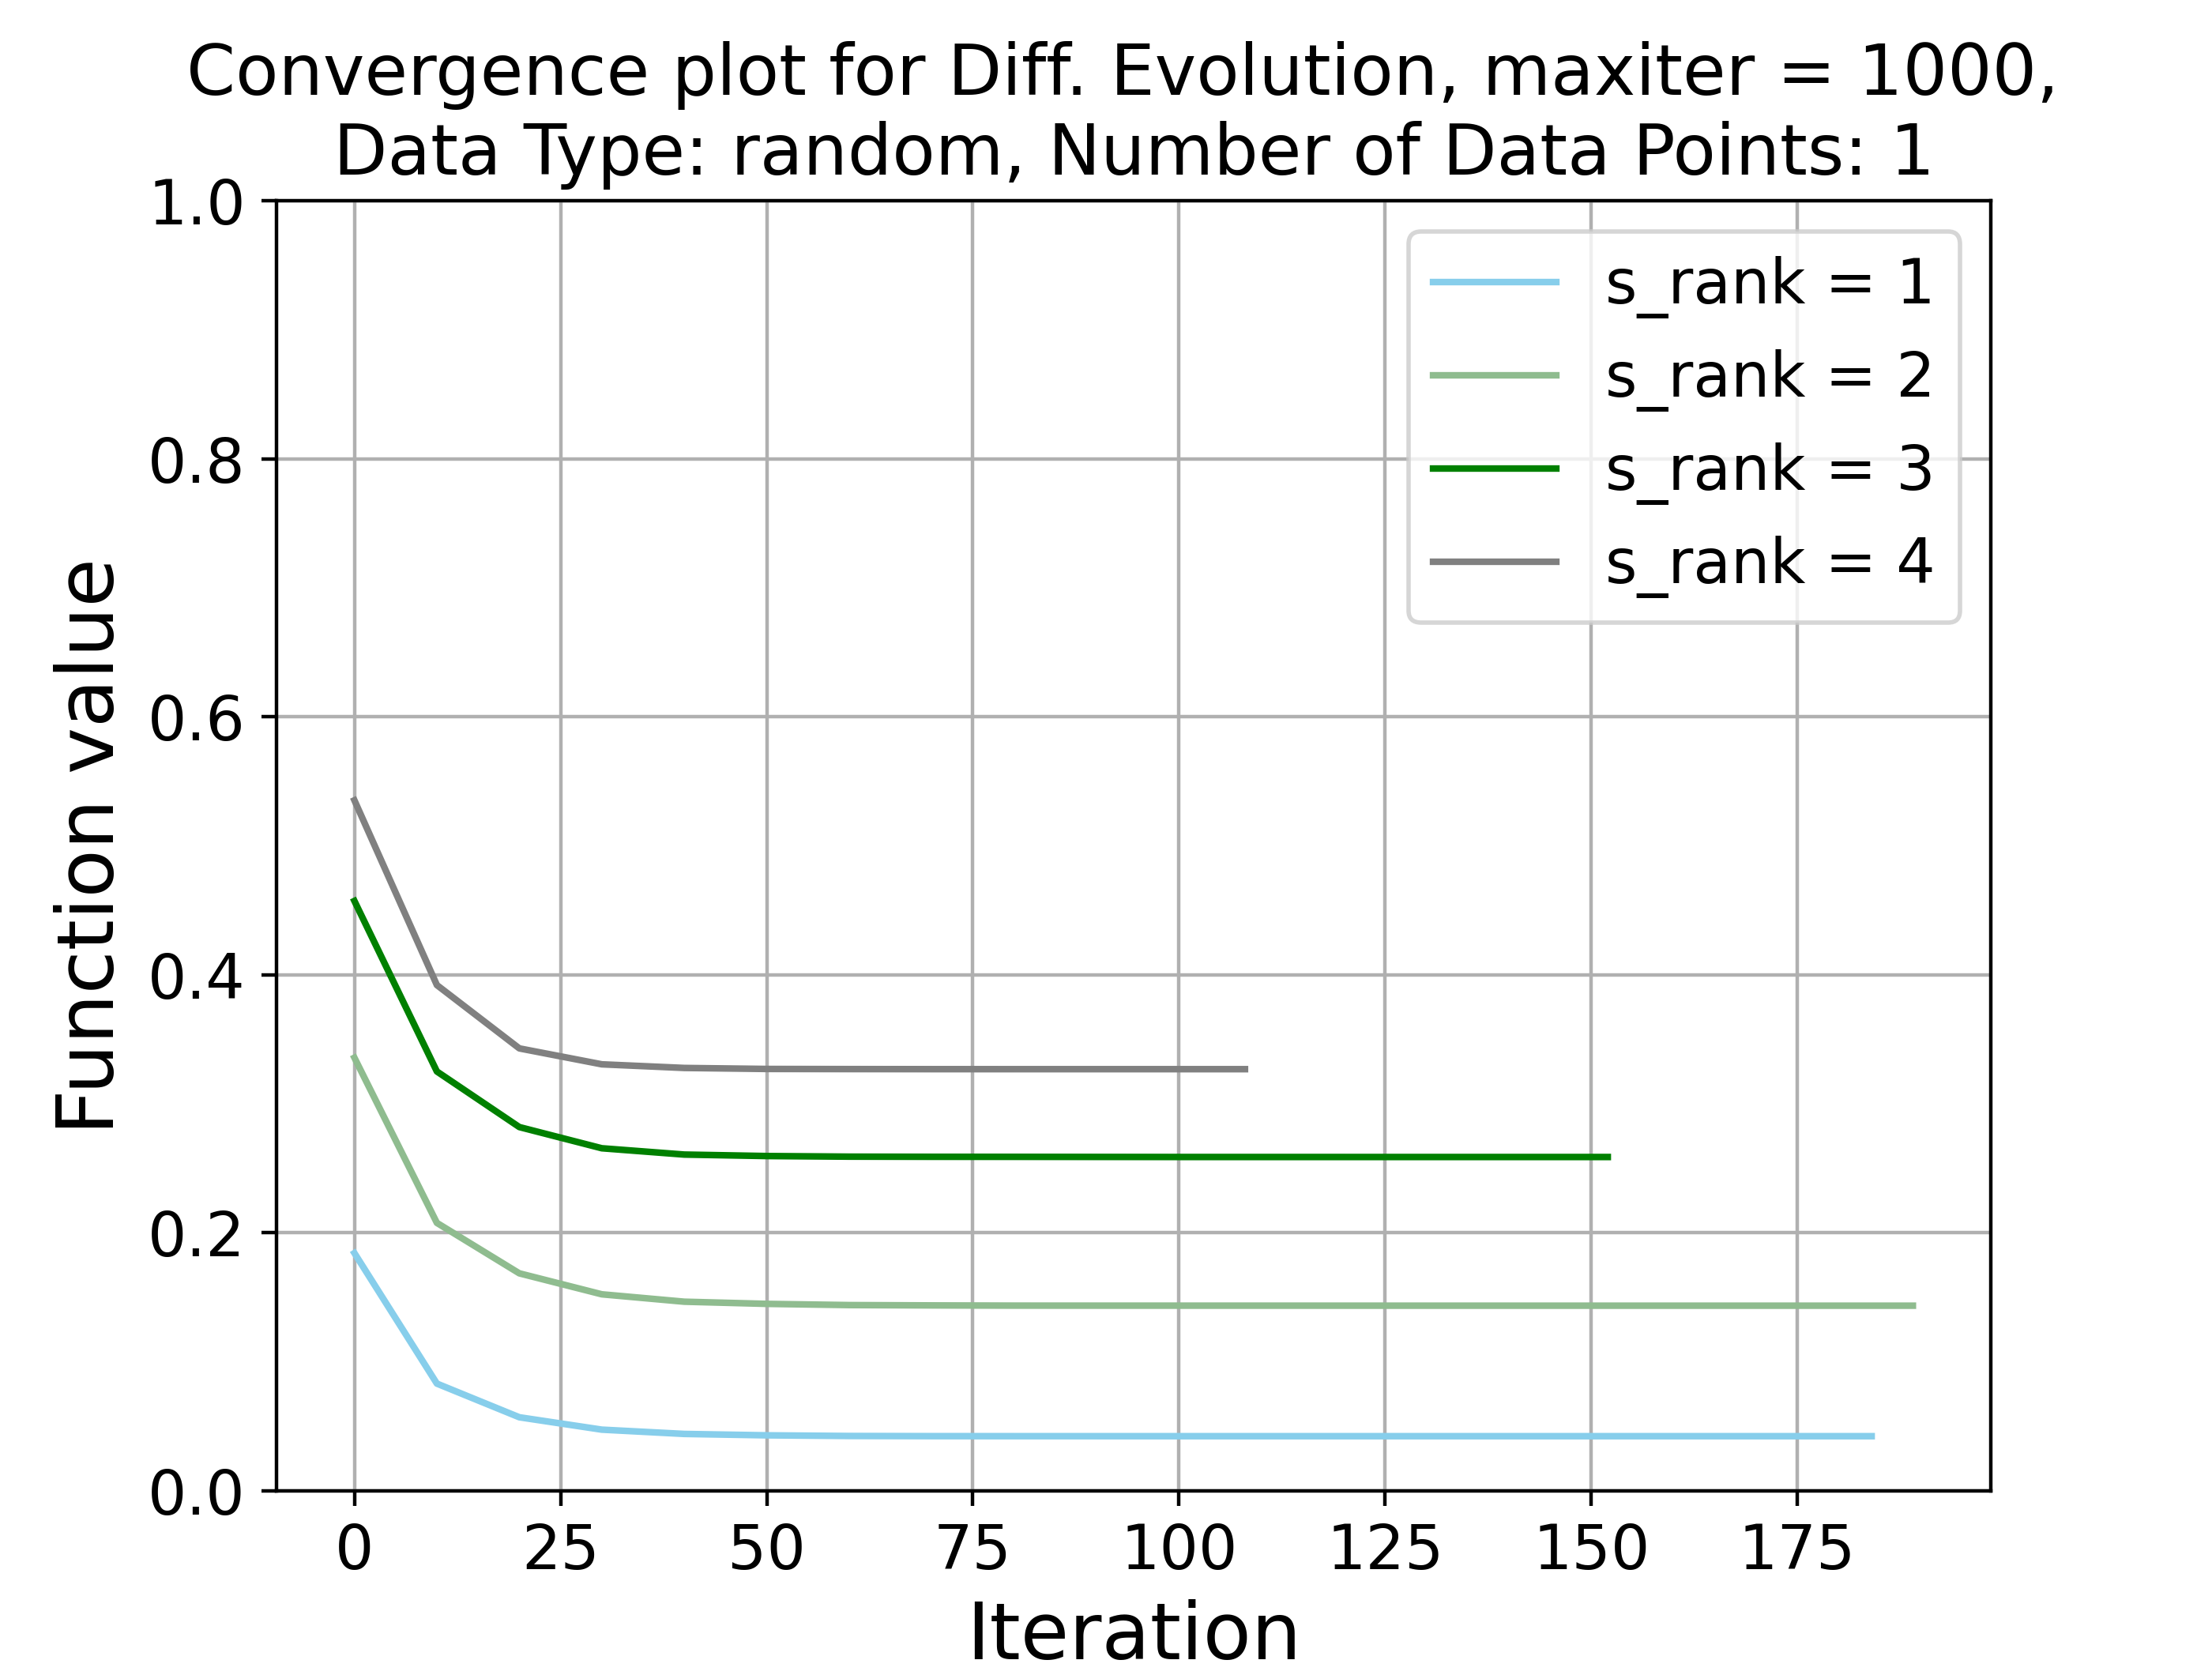 Convergence plot for Diff. Evolution, maxiter = 1000,
Data Type: random, Number of Data Points: 1
1.0
0.8
0.6
0.4
0.2
0.0
Function value
s_rank = 1
s_rank = 2
s_rank = 3
s_rank = 4
0 25 50 75 100 125 150 175
Iteration